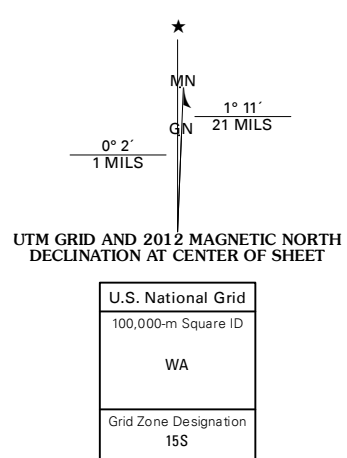 ★
MN
1° 11´
21 MILS
GN
0° 2´
1 MILS
UTM GRID AND 2012 MAGNETIC NORTH
DECLINATION AT CENTER OF SHEET
U.S. National Grid
100,000-m Square ID
WA
Grid Zone Designation
15S